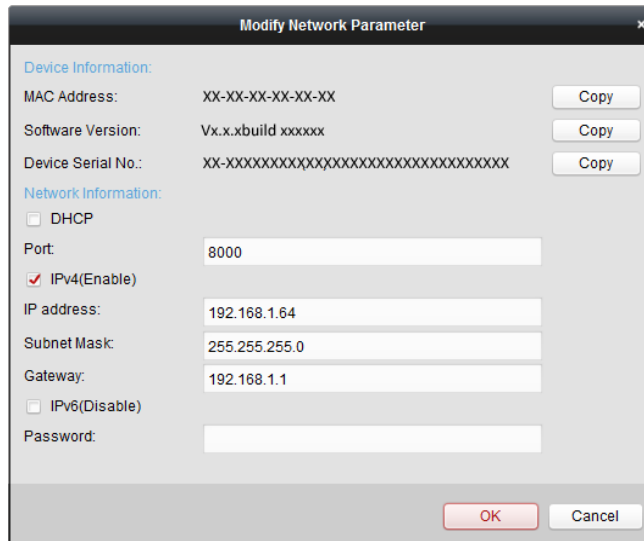 Modify Network Parameter ×
Device Information:
MAC Address: XX-XX-XX-XX-XX-XX Copy
Software Version: Vx.x.xbuild xxxxxx Copy
Device Serial No.: XX-XXXXXXXXXXXXXXXXXXXXXXXXXXXXXXXXX Copy
Network Information:
DHCP
Port: 8000
IPv4(Enable)
IP address: 192.168.1.64
Subnet Mask: 255.255.255.0
Gateway: 192.168.1.1
IPv6(Disable)
Password:
OK Cancel